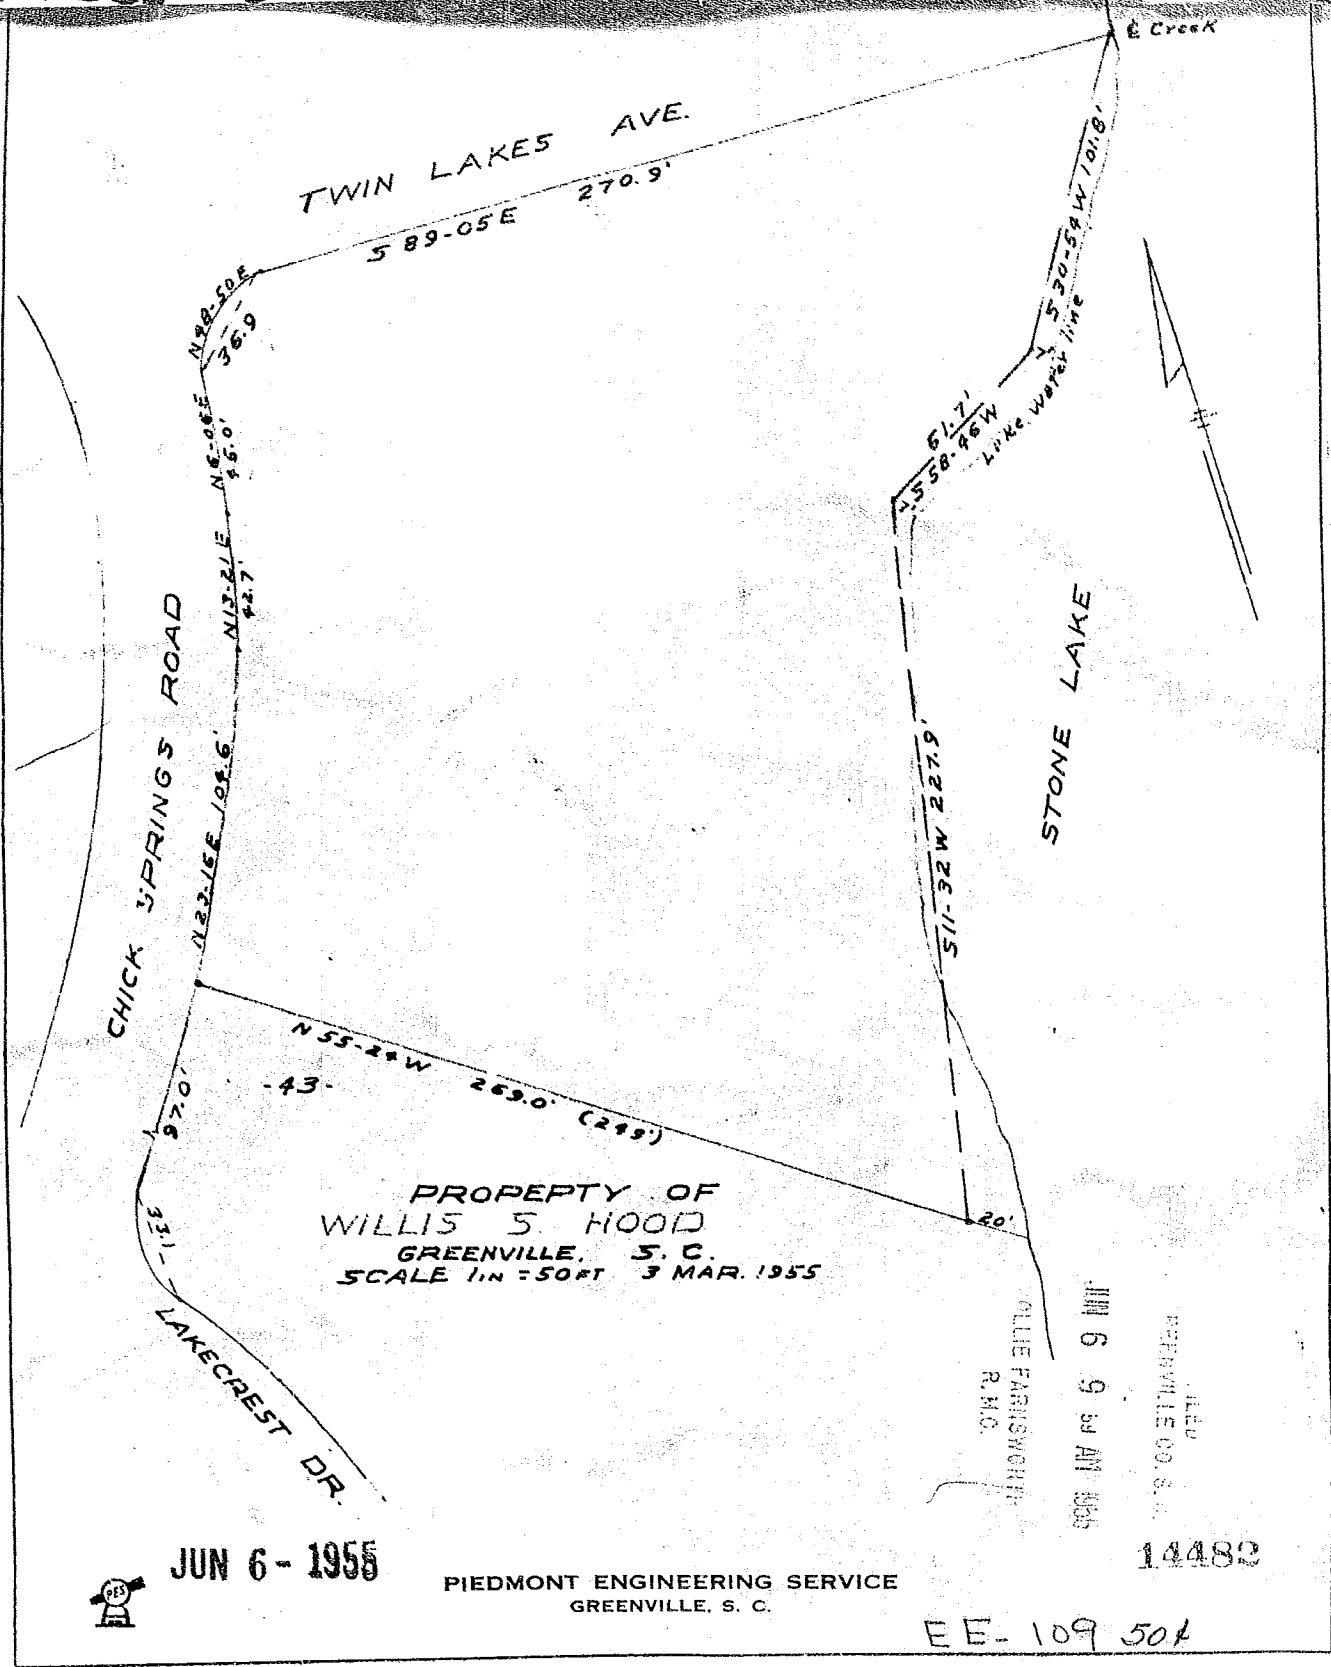 ℄ Creek
TWIN LAKES AVE.
S 89-05 E 270.9'
S 30-54 W 101.8'
N 48-50 E
36.9
N 6-06 E
45.0'
N 13-21 E
42.7'
61.7'
S 58-46 W
Lake Water line
CHICK SPRINGS ROAD
N 23-16 E 104.6'
S 11-32 W 227.9'
STONE LAKE
N 55-24 W 269.0' (249')
-43-
97.0'
33.1
20'
PROPERTY OF
WILLIS S. HOOD
GREENVILLE, S. C.
SCALE 1 IN = 50 FT 3 MAR. 1955
LAKECREST DR.
GREENVILLE CO. S. C.
JUN 6 9 AM 1955
OLLIE FARNSWORTH
R. M. C.
JUN 6 - 1955
14482
PES
PIEDMONT ENGINEERING SERVICE
GREENVILLE, S. C.
EE-109 50¢